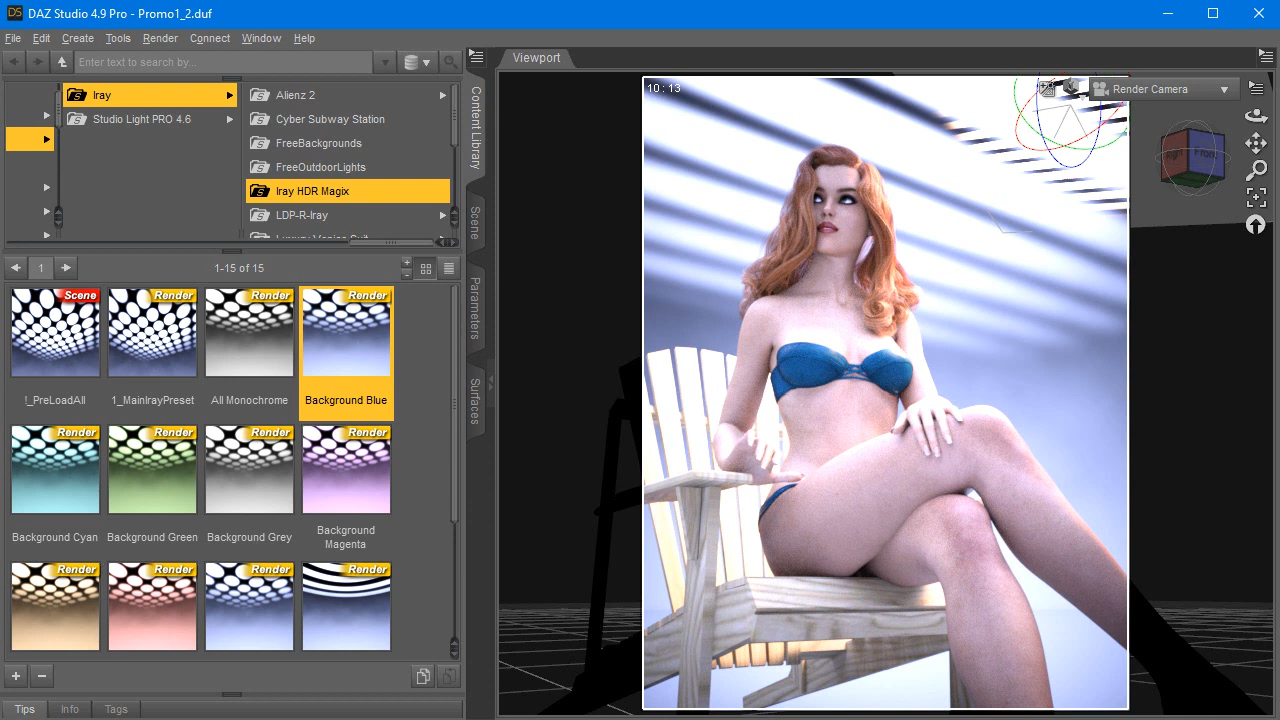 DS DAZ Studio 4.9 Pro - Promo1_2.duf
File Edit Create Tools Render Connect Window Help
Enter text to search by...
Iray
Studio Light PRO 4.6
Alienz 2
Cyber Subway Station
FreeBackgrounds
FreeOutdoorLights
Iray HDR Magix
LDP-R-Iray
1
1-15 of 15
Scene
Render
Render
Render
!_PreLoadAll
1_MainIrayPreset
All Monochrome
Background Blue
Render
Render
Render
Render
Background Cyan
Background Green
Background Grey
Background
Magenta
Render
Render
Render
Render
Tips
Info
Tags
Content Library
Scene
Parameters
Surfaces
Viewport
10:13
Render Camera
Right
Front